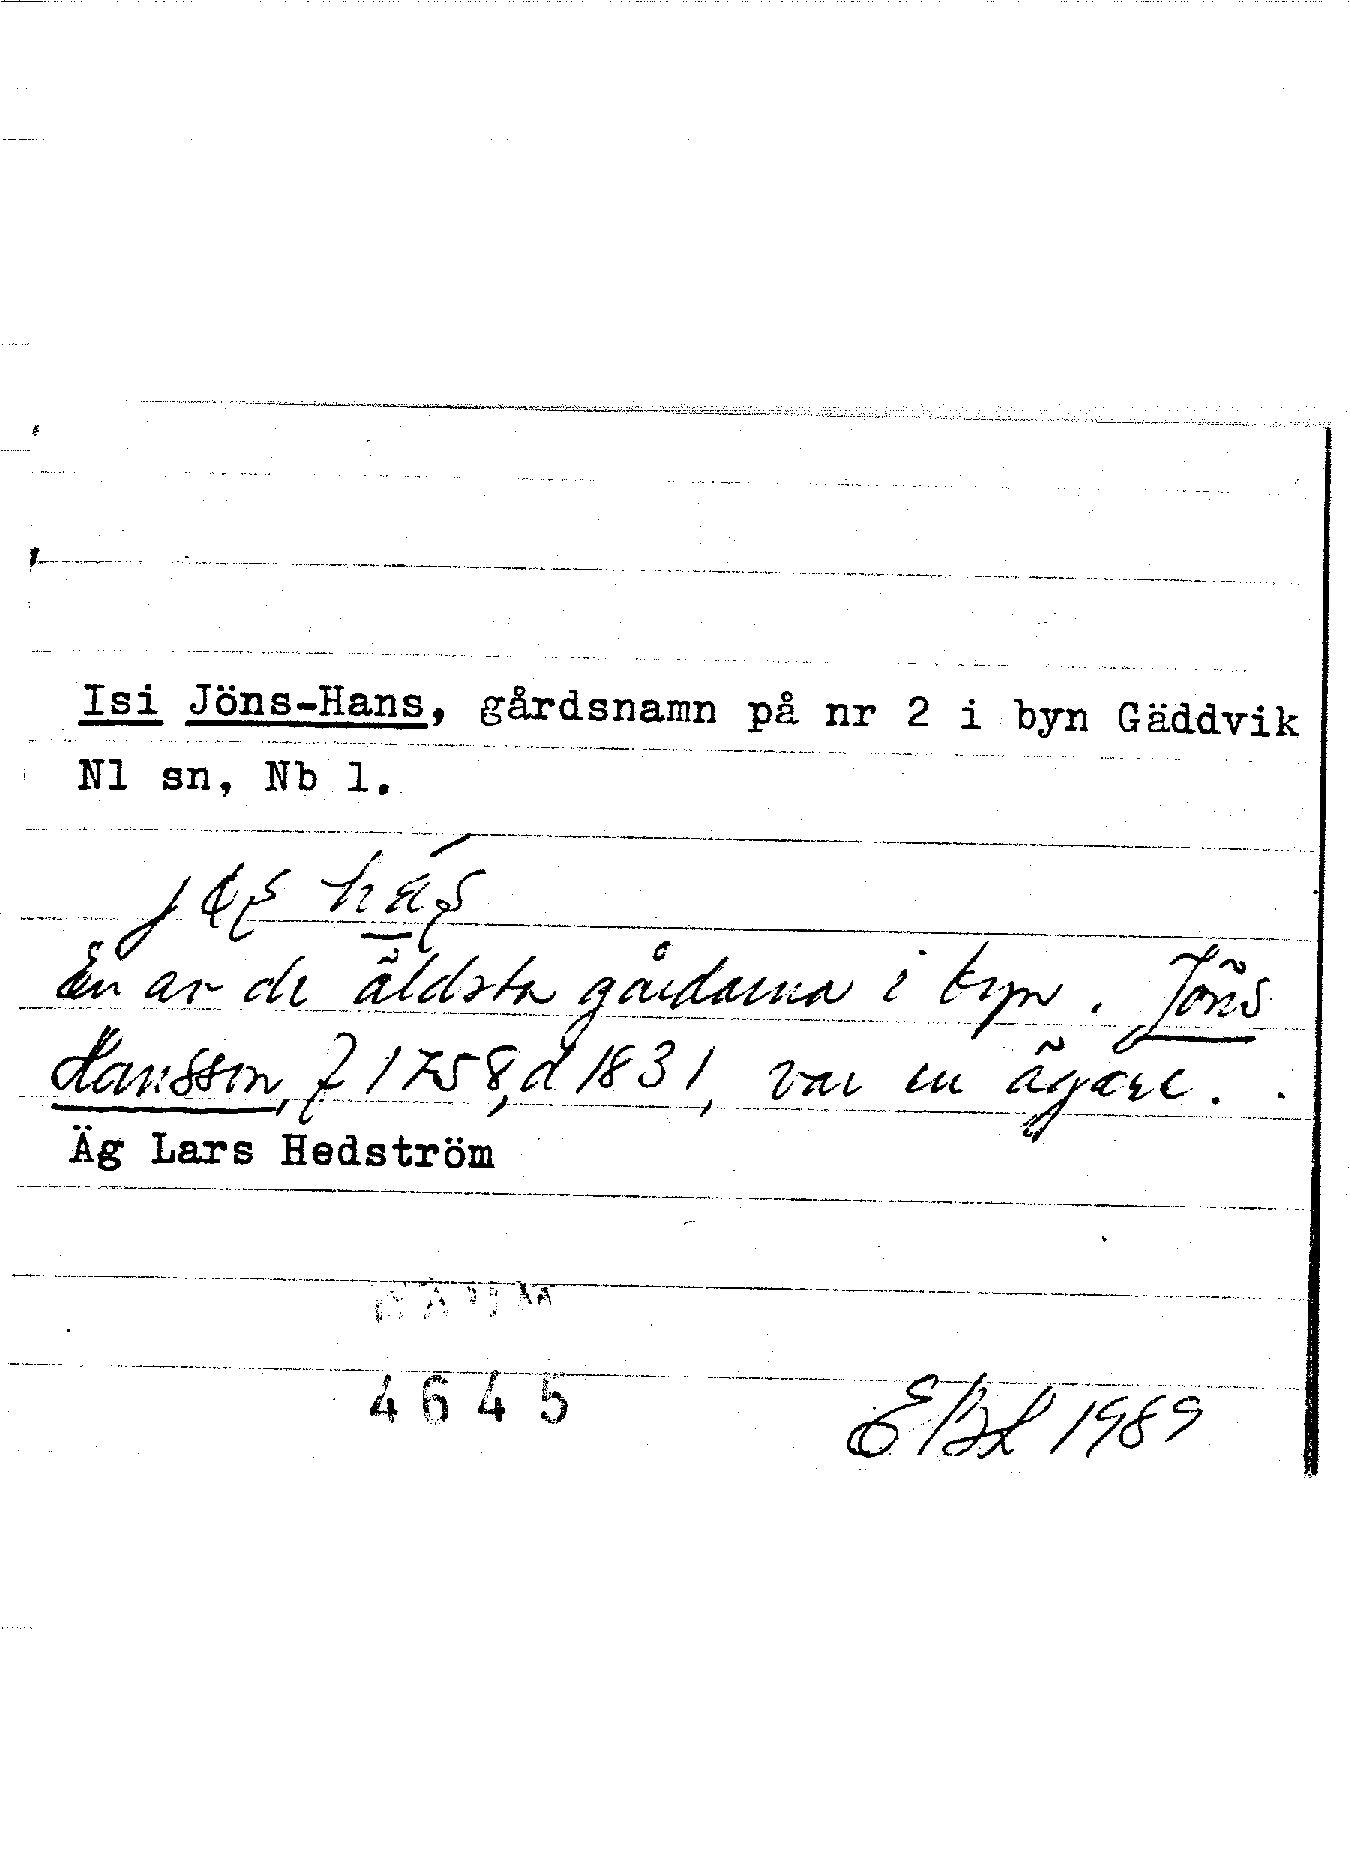 Isi Jöns-Hans, gårdsnamn på nr 2 i byn Gäddvik
Nl sn, Nb l.
En av de äldsta gårdarna i byn. Jöns
Hansson, f 1758, d 1831, var en ägare.
Äg Lars Hedström
4645
EBL 1989